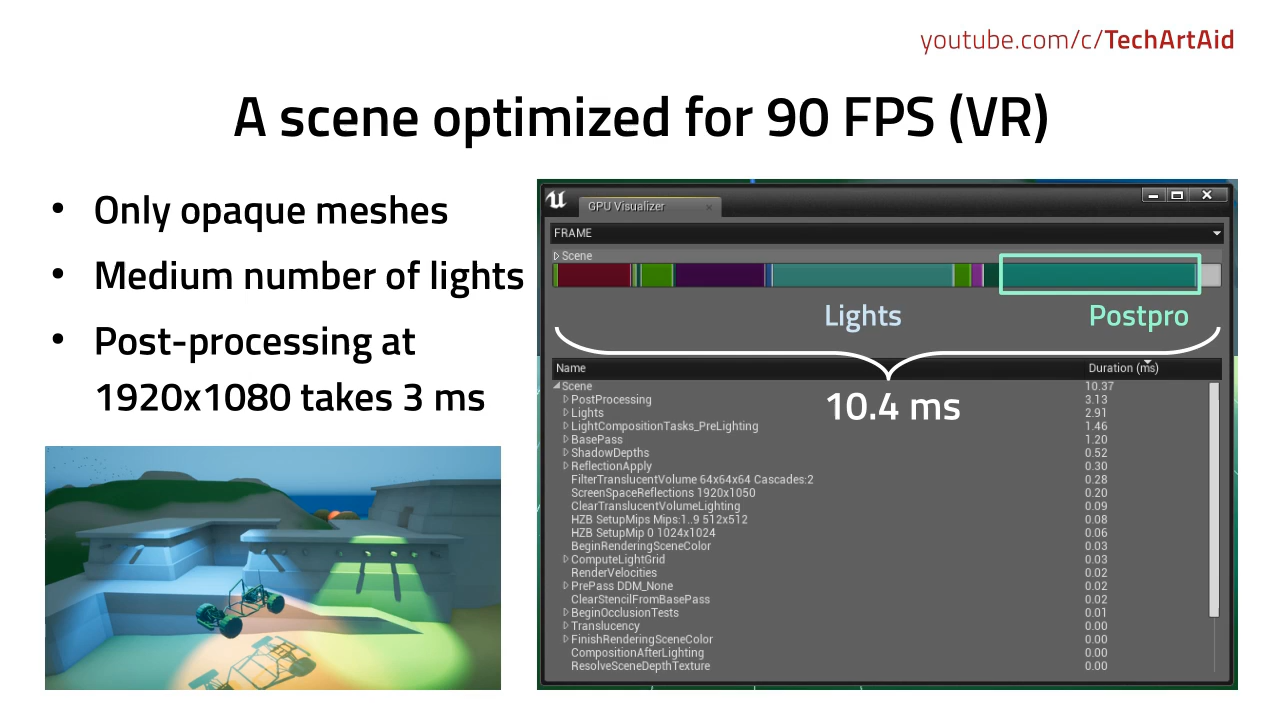 youtube.com/c/TechArtAid
A scene optimized for 90 FPS (VR)
• Only opaque meshes
• Medium number of lights
• Post-processing at
1920x1080 takes 3 ms
GPU Visualizer
FRAME
Scene
Lights
Postpro
10.4 ms
Name Duration (ms)
Scene 10.37
PostProcessing 3.13
Lights 2.91
LightCompositionTasks_PreLighting 1.46
BasePass 1.20
ShadowDepths 0.52
ReflectionApply 0.30
FilterTranslucentVolume 64x64x64 Cascades:2 0.28
ScreenSpaceReflections 1920x1050 0.20
ClearTranslucentVolumeLighting 0.09
HZB SetupMips Mips:1..9 512x512 0.08
HZB SetupMip 0 1024x1024 0.06
BeginRenderingSceneColor 0.03
ComputeLightGrid 0.03
RenderVelocities 0.02
PrePass DDM_None 0.02
ClearStencilFromBasePass 0.02
BeginOcclusionTests 0.01
Translucency 0.00
FinishRenderingSceneColor 0.00
CompositionAfterLighting 0.00
ResolveSceneDepthTexture 0.00